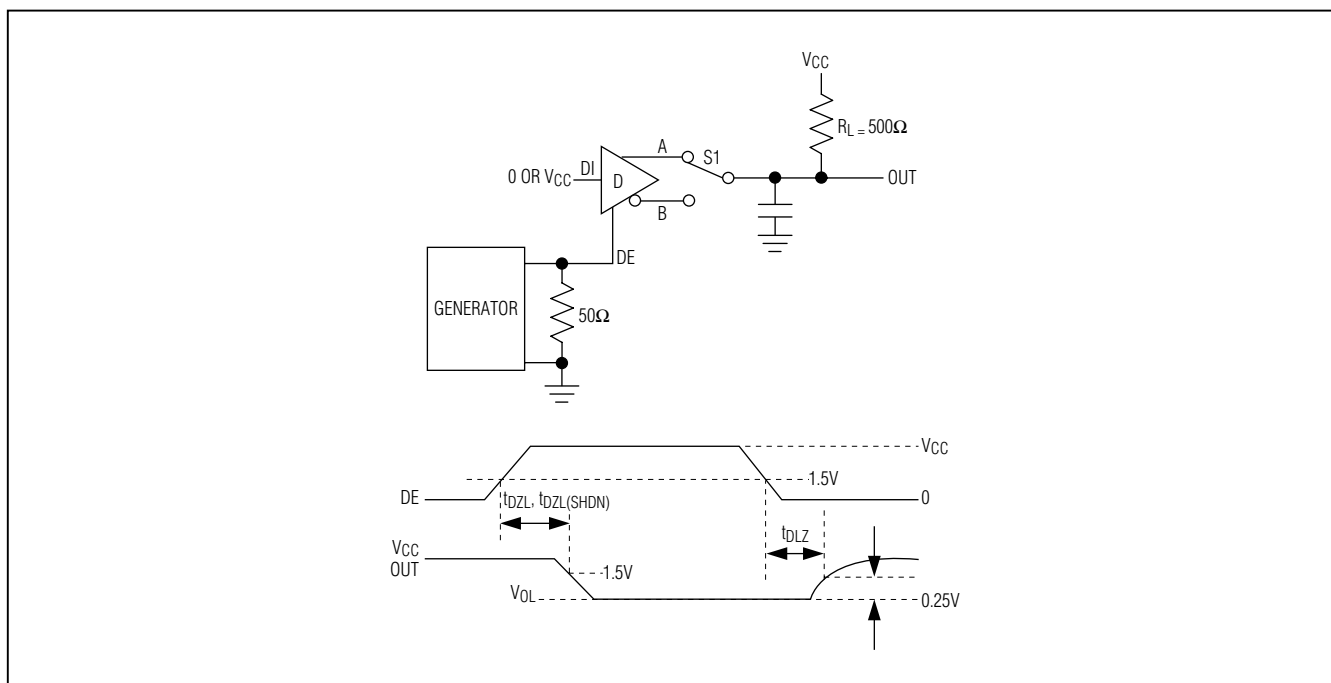 VCC
RL = 500Ω
A
S1
0 OR VCC
DI
D
OUT
B
DE
GENERATOR
50Ω
VCC
1.5V
DE
0
tDZL, tDZL(SHDN)
tDLZ
VCC
OUT
1.5V
VOL
0.25V